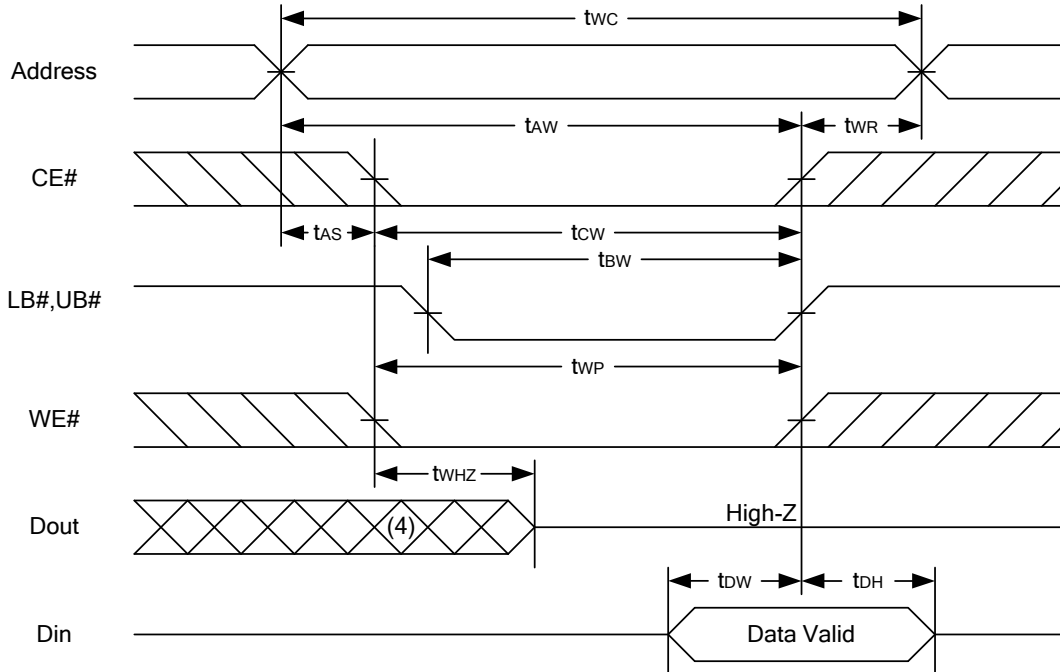 tWC
Address
tAW
tWR
CE#
tAS
tCW
tBW
LB#,UB#
tWP
WE#
tWHZ
Dout
(4)
High-Z
tDW
tDH
Din
Data Valid